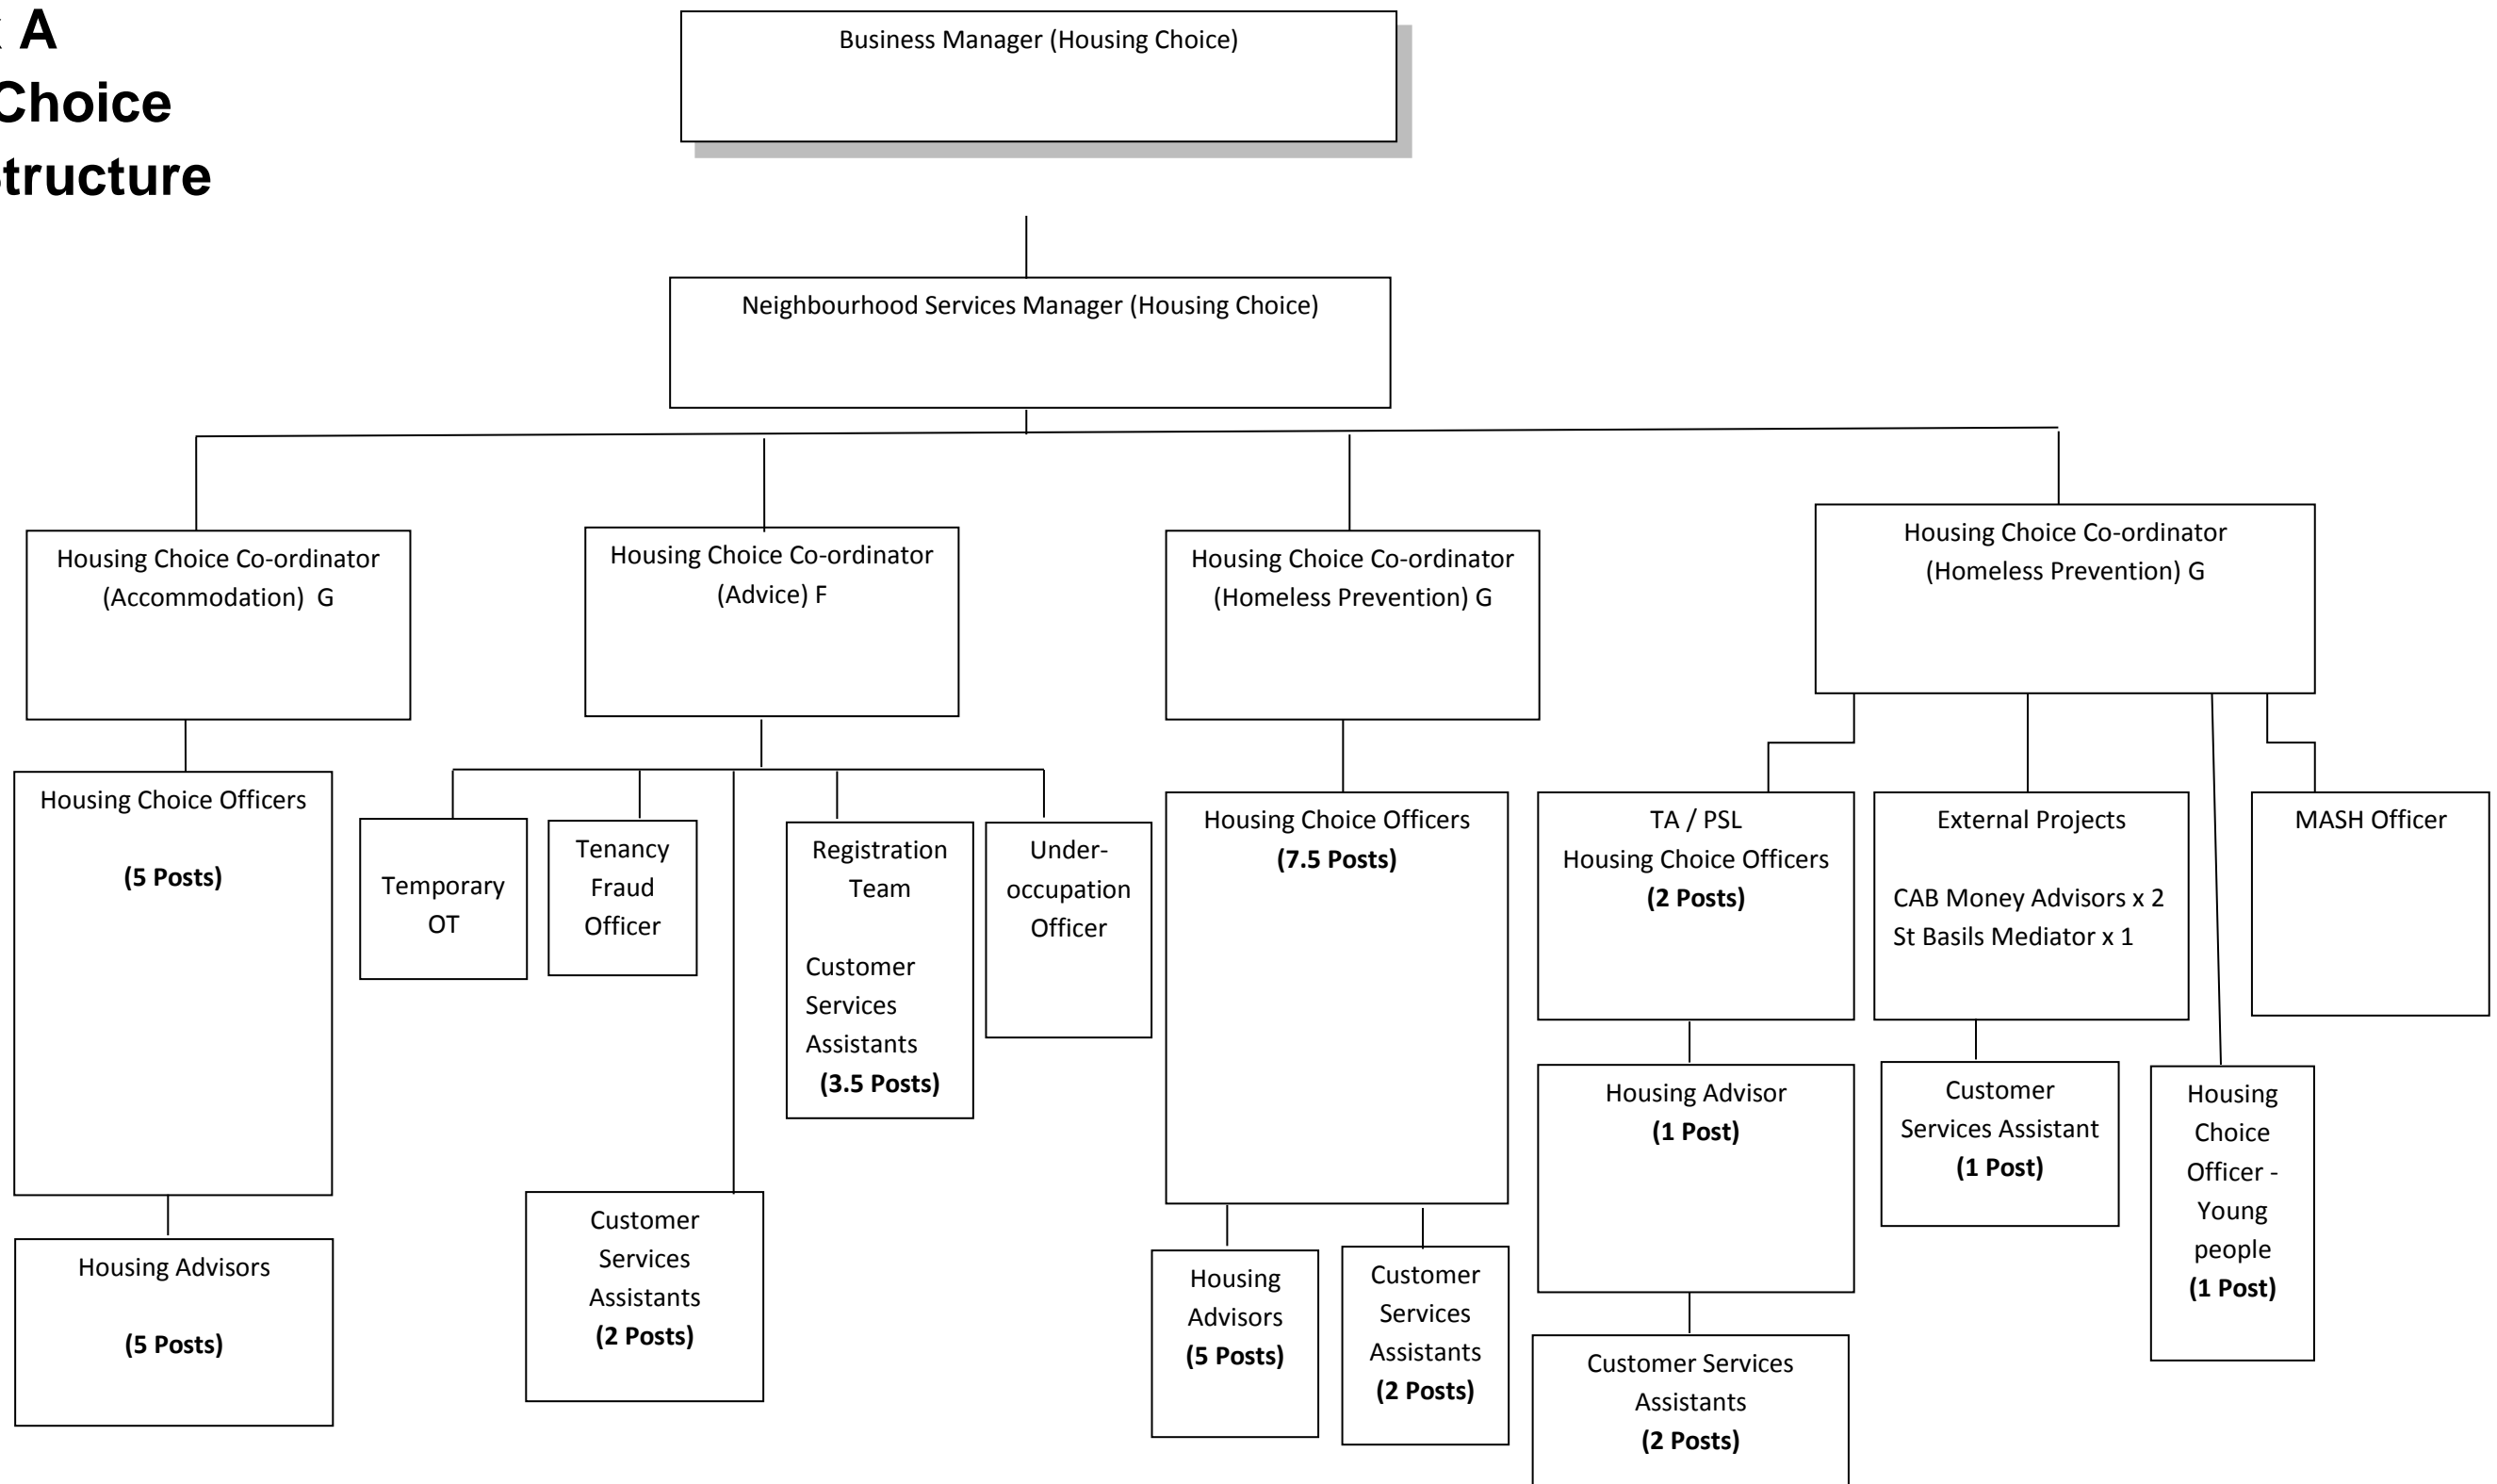 A
Choice
Structure
Business Manager (Housing Choice)
Neighbourhood Services Manager (Housing Choice)
Housing Choice Co-ordinator
(Accommodation) G
Housing Choice Co-ordinator
(Advice) F
Housing Choice Co-ordinator
(Homeless Prevention) G
Housing Choice Co-ordinator
(Homeless Prevention) G
Housing Choice Officers
(5 Posts)
Temporary
OT
Tenancy
Fraud
Officer
Registration
Team
Customer
Services
Assistants
(3.5 Posts)
Under-
occupation
Officer
Housing Choice Officers
(7.5 Posts)
TA / PSL
Housing Choice Officers
(2 Posts)
External Projects
CAB Money Advisors x 2
St Basils Mediator x 1
MASH Officer
Housing Advisors
(5 Posts)
Customer
Services
Assistants
(2 Posts)
Housing
Advisors
(5 Posts)
Customer
Services
Assistants
(2 Posts)
Housing Advisor
(1 Post)
Customer Services
Assistants
(2 Posts)
Customer
Services Assistant
(1 Post)
Housing
Choice
Officer -
Young
people
(1 Post)